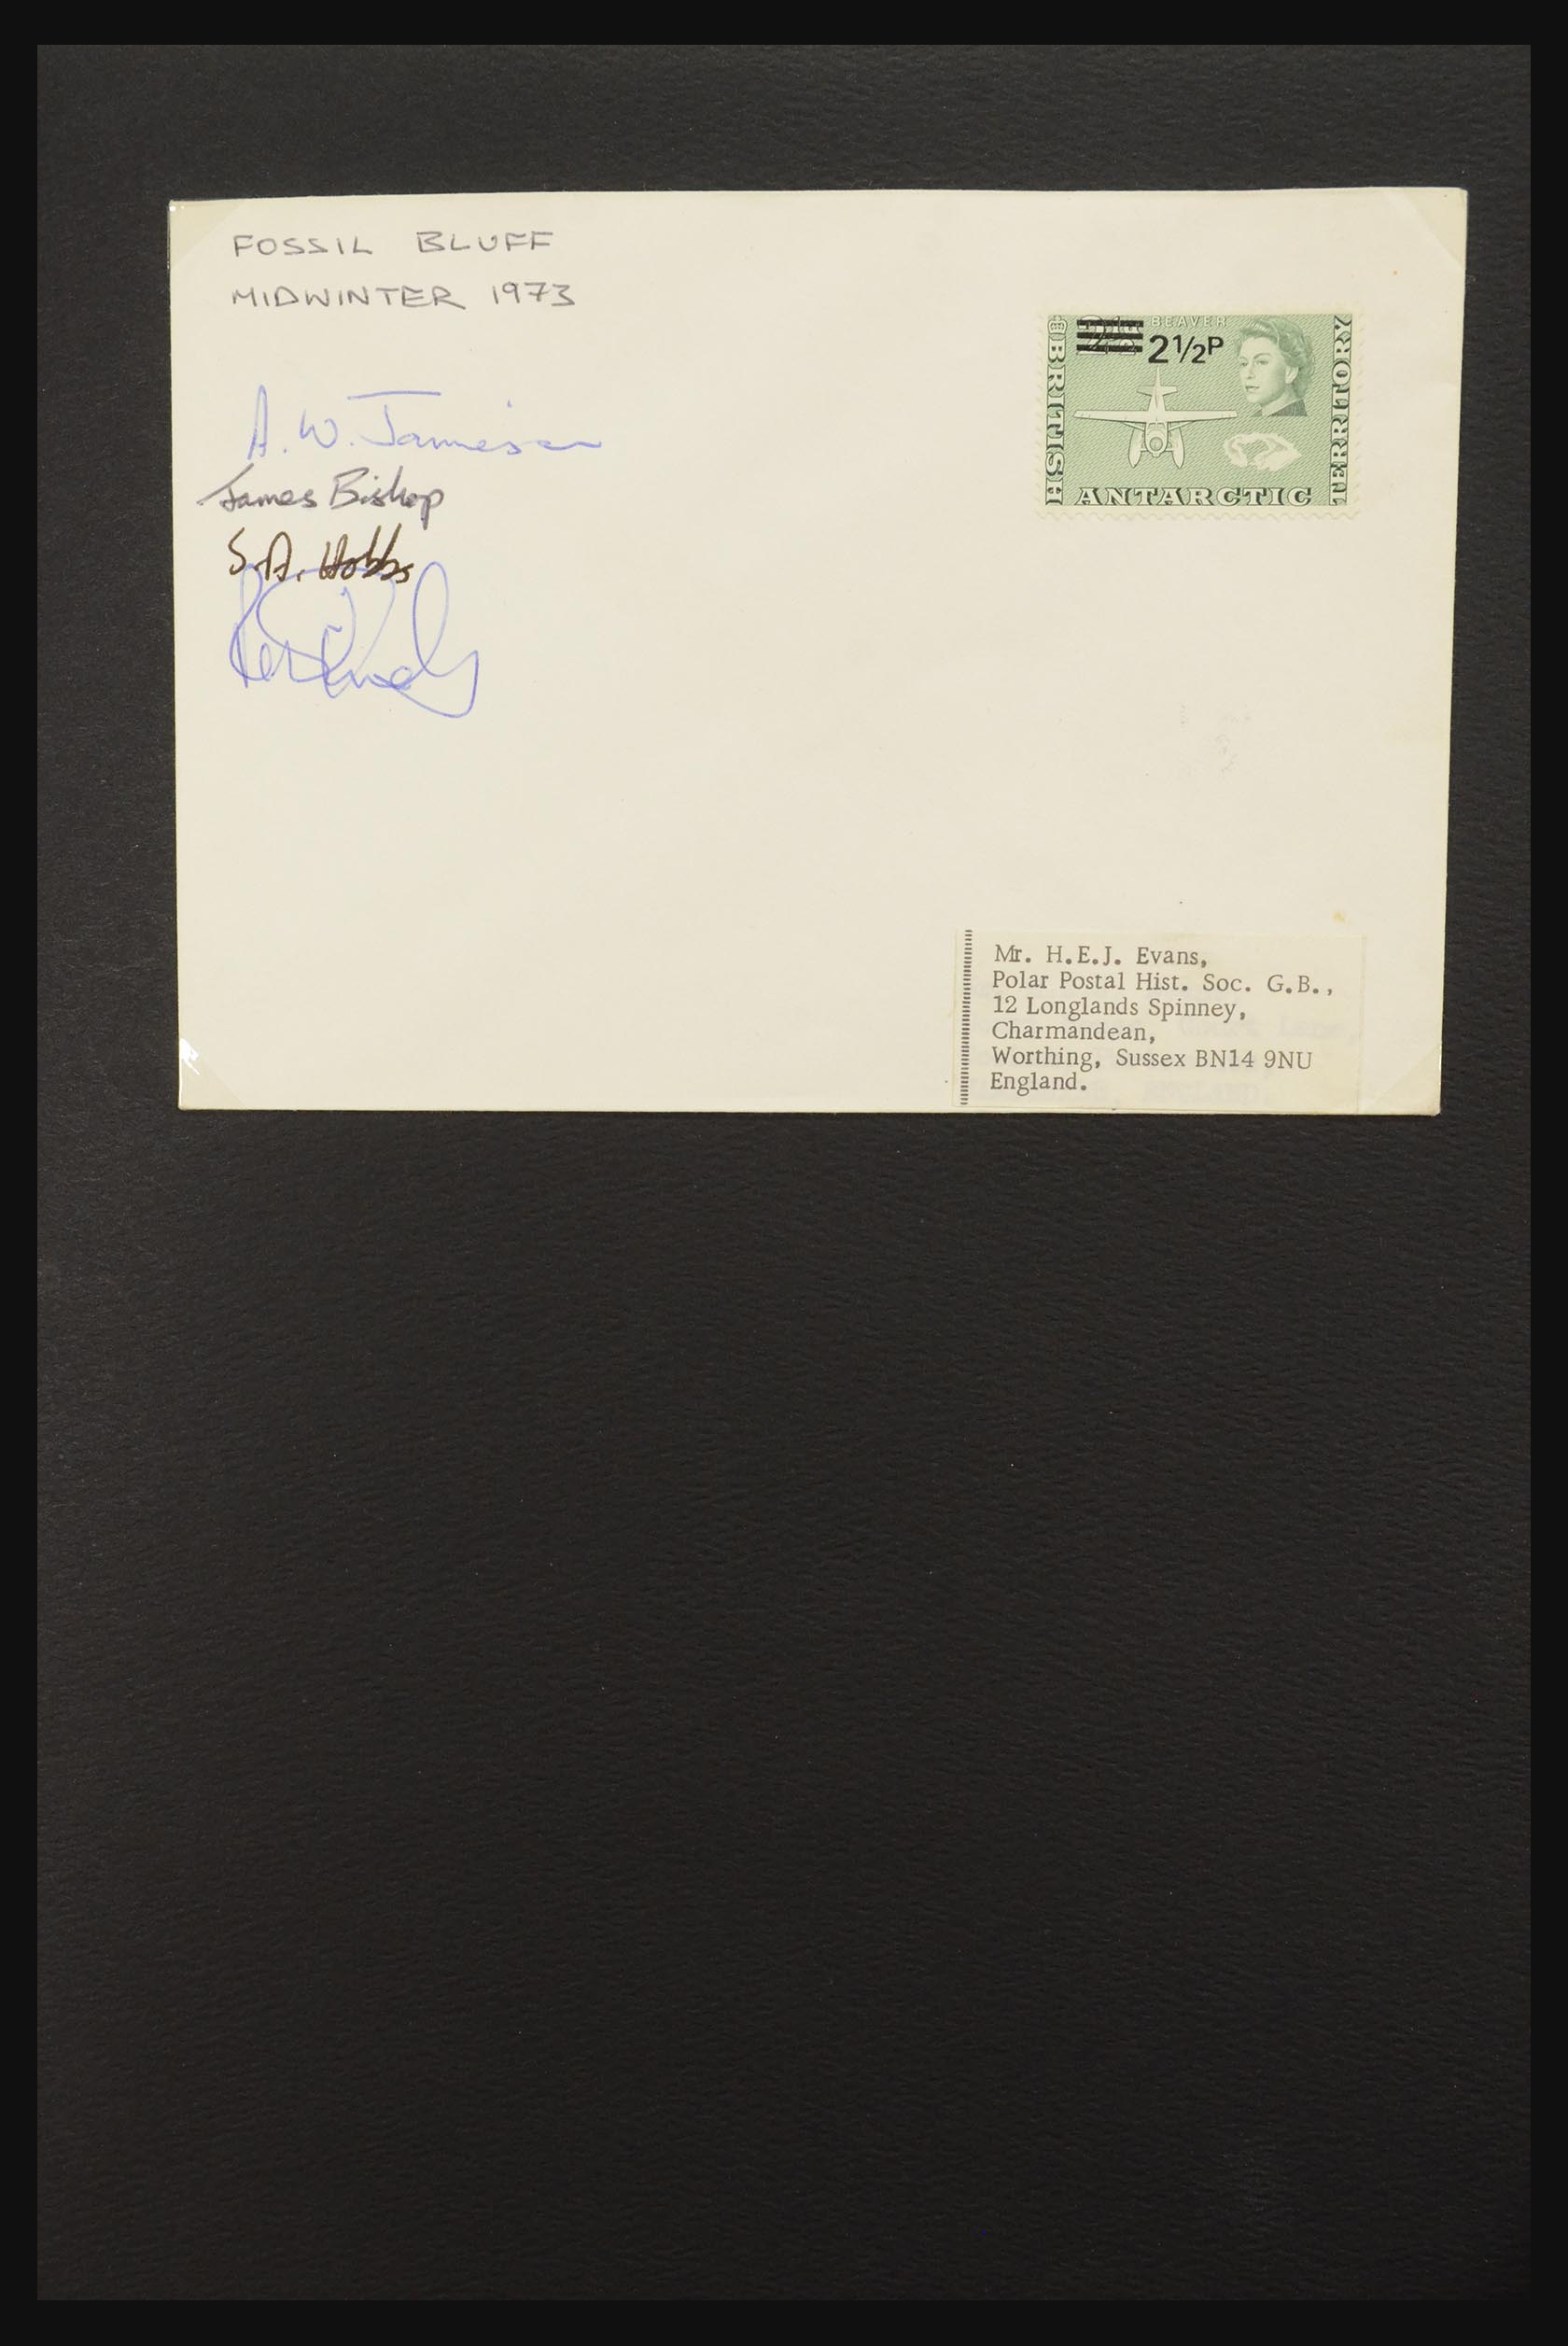 FOSSIL BLUFF
MIDWINTER 1973
A. W. Jamieson
James Bishop
S. A. Hobbs
BEAVER
2½P
BRITISH
ANTARCTIC
TERRITORY
Mr. H.E.J. Evans,
Polar Postal Hist. Soc. G.B.,
12 Longlands Spinney,
Charmandean,
Worthing, Sussex BN14 9NU
England.